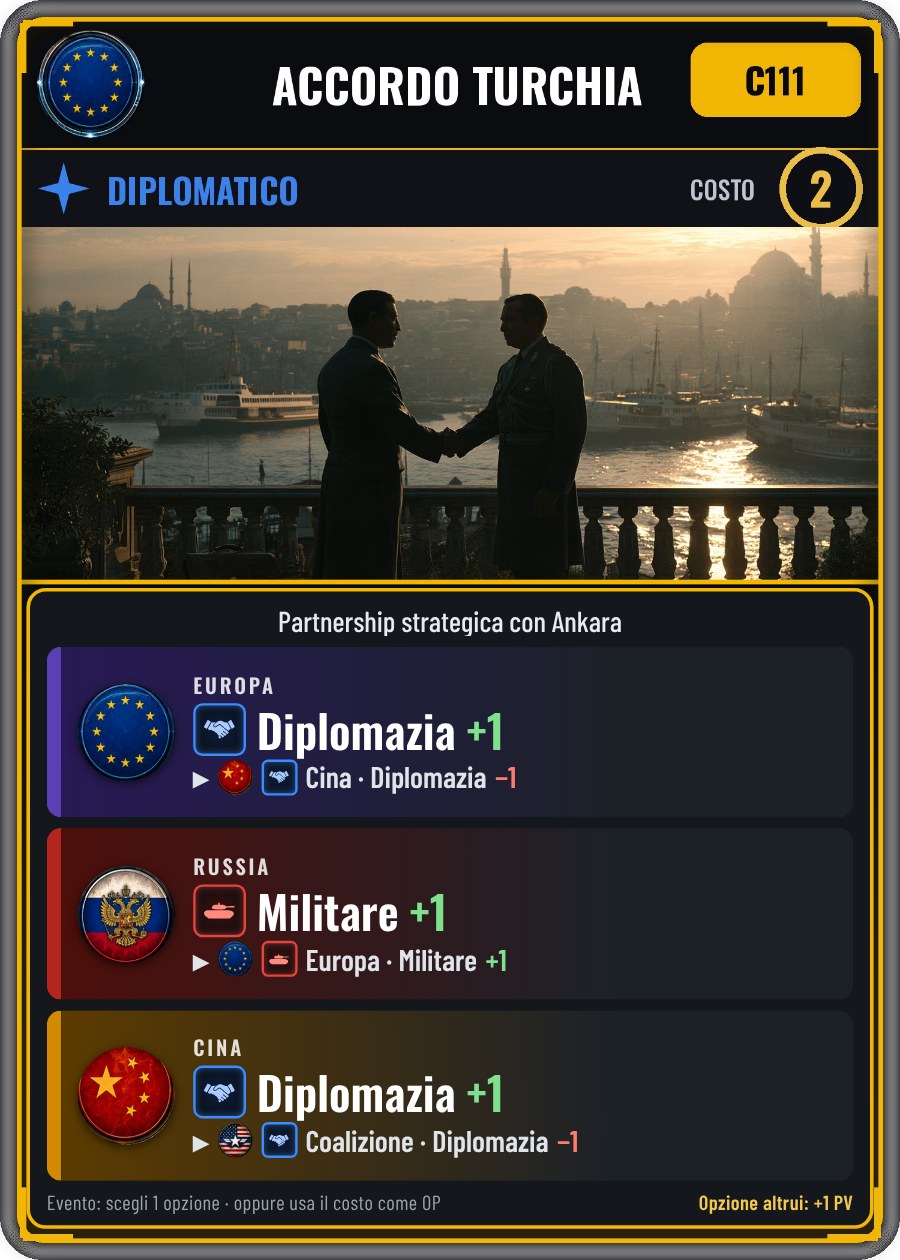 ACCORDO TURCHIA
C111
DIPLOMATICO
COSTO
2
Partnership strategica con Ankara
EUROPA
Diplomazia +1
▶ Cina · Diplomazia −1
RUSSIA
Militare +1
▶ Europa · Militare +1
CINA
Diplomazia +1
▶ Coalizione · Diplomazia −1
Evento: scegli 1 opzione · oppure usa il costo come OP
Opzione altrui: +1 PV